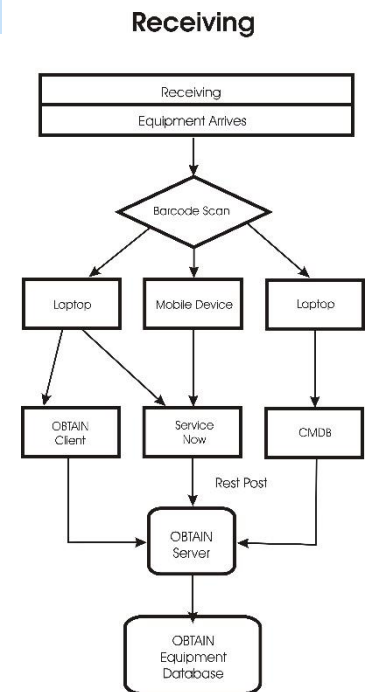 Receiving
Receiving
Equipment Arrives
Barcode Scan
Laptop
Mobile Device
Laptop
OBTAIN
Client
Service
Now
CMDB
Rest Post
OBTAIN
Server
OBTAIN
Equipment
Database